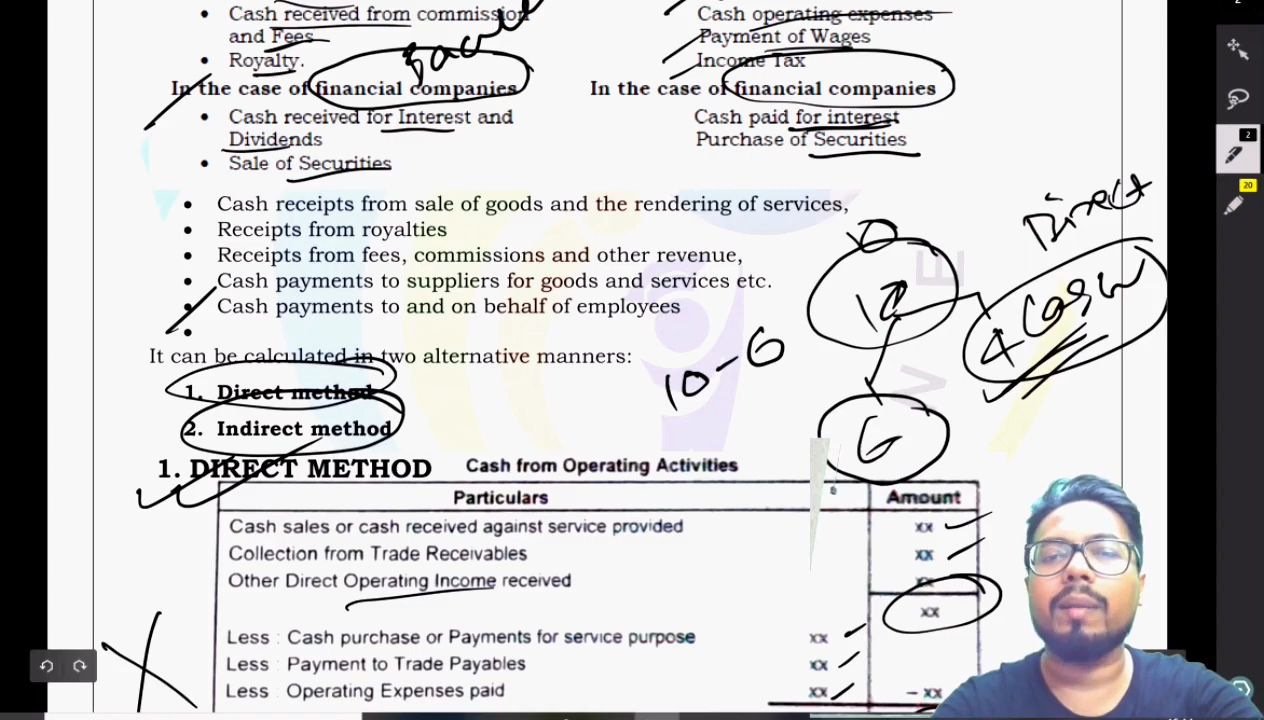 Cash received from commission
and Fees
Royalty.
In the case of financial companies
Cash received for Interest and
Dividends
Sale of Securities
Cash operating expenses
Payment of Wages
Income Tax
In the case of financial companies
Cash paid for interest
Purchase of Securities
Cash receipts from sale of goods and the rendering of services,
Receipts from royalties
Receipts from fees, commissions and other revenue,
Cash payments to suppliers for goods and services etc.
Cash payments to and on behalf of employees
It can be calculated in two alternative manners:
1. Direct method
2. Indirect method
Direct
10-6
6
1. DIRECT METHOD
Cash from Operating Activities
Particulars
Amount
Cash sales or cash received against service provided
xx
Collection from Trade Receivables
xx
Other Direct Operating Income received
xx
xx
Less : Cash purchase or Payments for service purpose
xx
Less : Payment to Trade Payables
xx
Less : Operating Expenses paid
xx
– xx
2
20